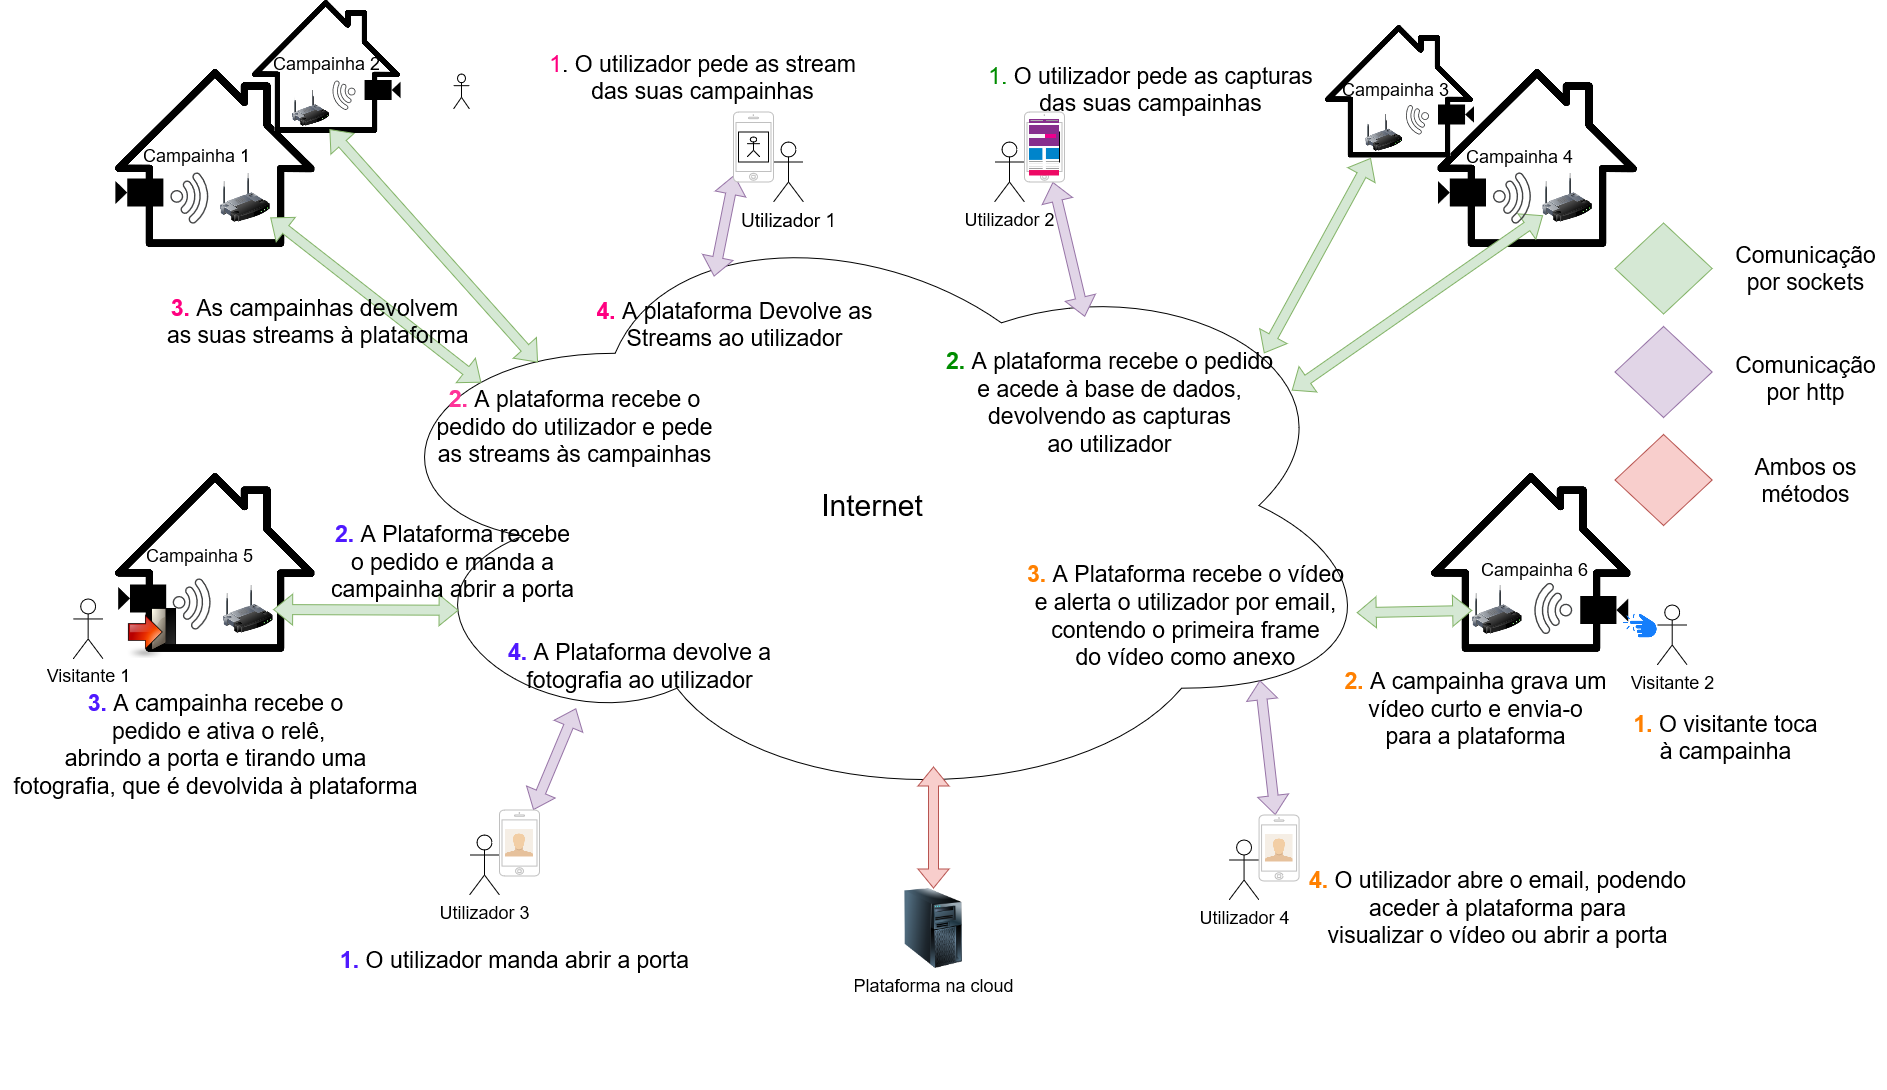 Campainha 2
Campainha 1
1. O utilizador pede as stream
das suas campainhas
Utilizador 1
1. O utilizador pede as capturas
das suas campainhas
Utilizador 2
Campainha 3
Campainha 4
Comunicação
por sockets
Comunicação
por http
Ambos os
métodos
3. As campainhas devolvem
as suas streams à plataforma
4. A plataforma Devolve as
Streams ao utilizador
2. A plataforma recebe o
pedido do utilizador e pede
as streams às campainhas
2. A plataforma recebe o pedido
e acede à base de dados,
devolvendo as capturas
ao utilizador
Internet
Campainha 5
2. A Plataforma recebe
o pedido e manda a
campainha abrir a porta
Visitante 1
3. A campainha recebe o
pedido e ativa o relê,
abrindo a porta e tirando uma
fotografia, que é devolvida à plataforma
4. A Plataforma devolve a
fotografia ao utilizador
3. A Plataforma recebe o vídeo
e alerta o utilizador por email,
contendo o primeira frame
do vídeo como anexo
Campainha 6
Visitante 2
2. A campainha grava um
vídeo curto e envia-o
para a plataforma
1. O visitante toca
à campainha
Utilizador 3
1. O utilizador manda abrir a porta
Plataforma na cloud
Utilizador 4
4. O utilizador abre o email, podendo
aceder à plataforma para
visualizar o vídeo ou abrir a porta